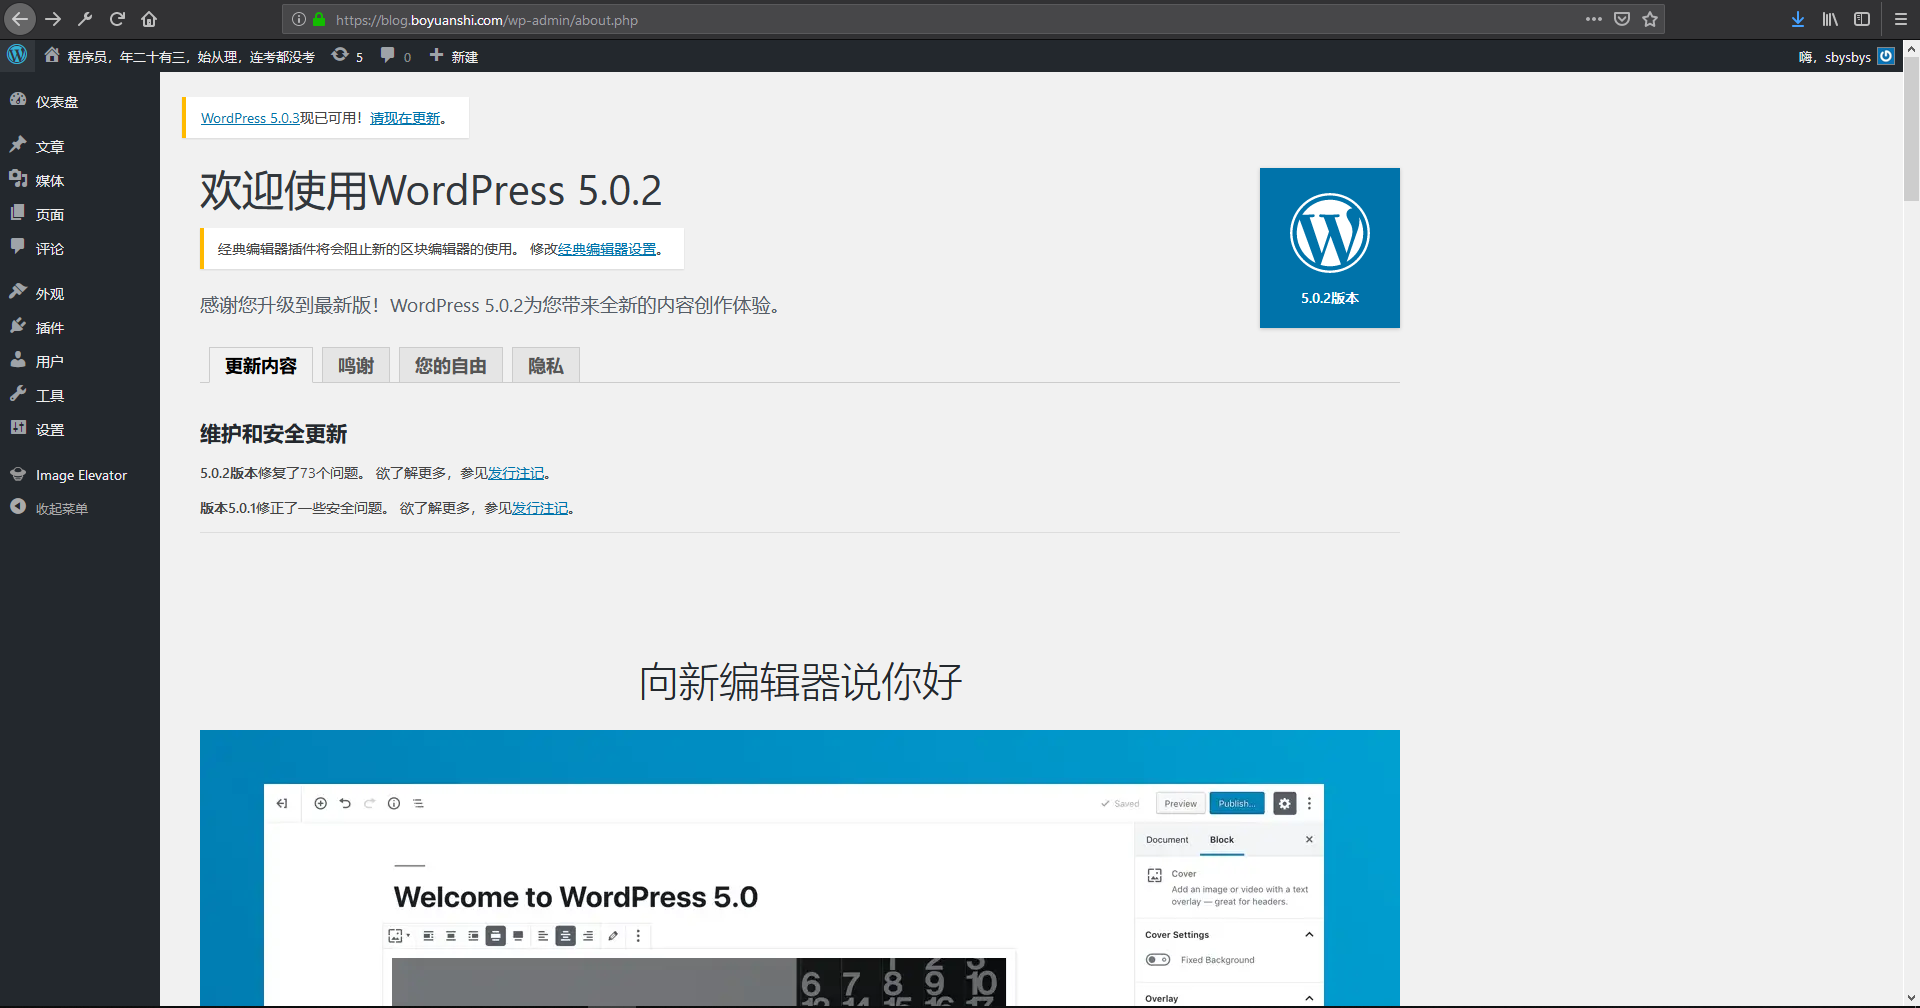 https://blog.boyuanshi.com/wp-admin/about.php
程序员，年二十有三，始从理，连考都没考 5 0 新建
嗨，sbysbys
仪表盘
文章
媒体
页面
评论
外观
插件
用户
工具
设置
Image Elevator
收起菜单
WordPress 5.0.3现已可用！请现在更新。
欢迎使用WordPress 5.0.2
经典编辑器插件将会阻止新的区块编辑器的使用。 修改经典编辑器设置。
感谢您升级到最新版！WordPress 5.0.2为您带来全新的内容创作体验。
5.0.2版本
更新内容 鸣谢 您的自由 隐私
维护和安全更新
5.0.2版本修复了73个问题。 欲了解更多，参见发行注记。
版本5.0.1修正了一些安全问题。 欲了解更多，参见发行注记。
向新编辑器说你好
Saved Preview Publish...
Document Block
Welcome to WordPress 5.0
Cover
Add an image or video with a text
overlay — great for headers.
Cover Settings
Fixed Background
Overlay
6 7 8 9 10